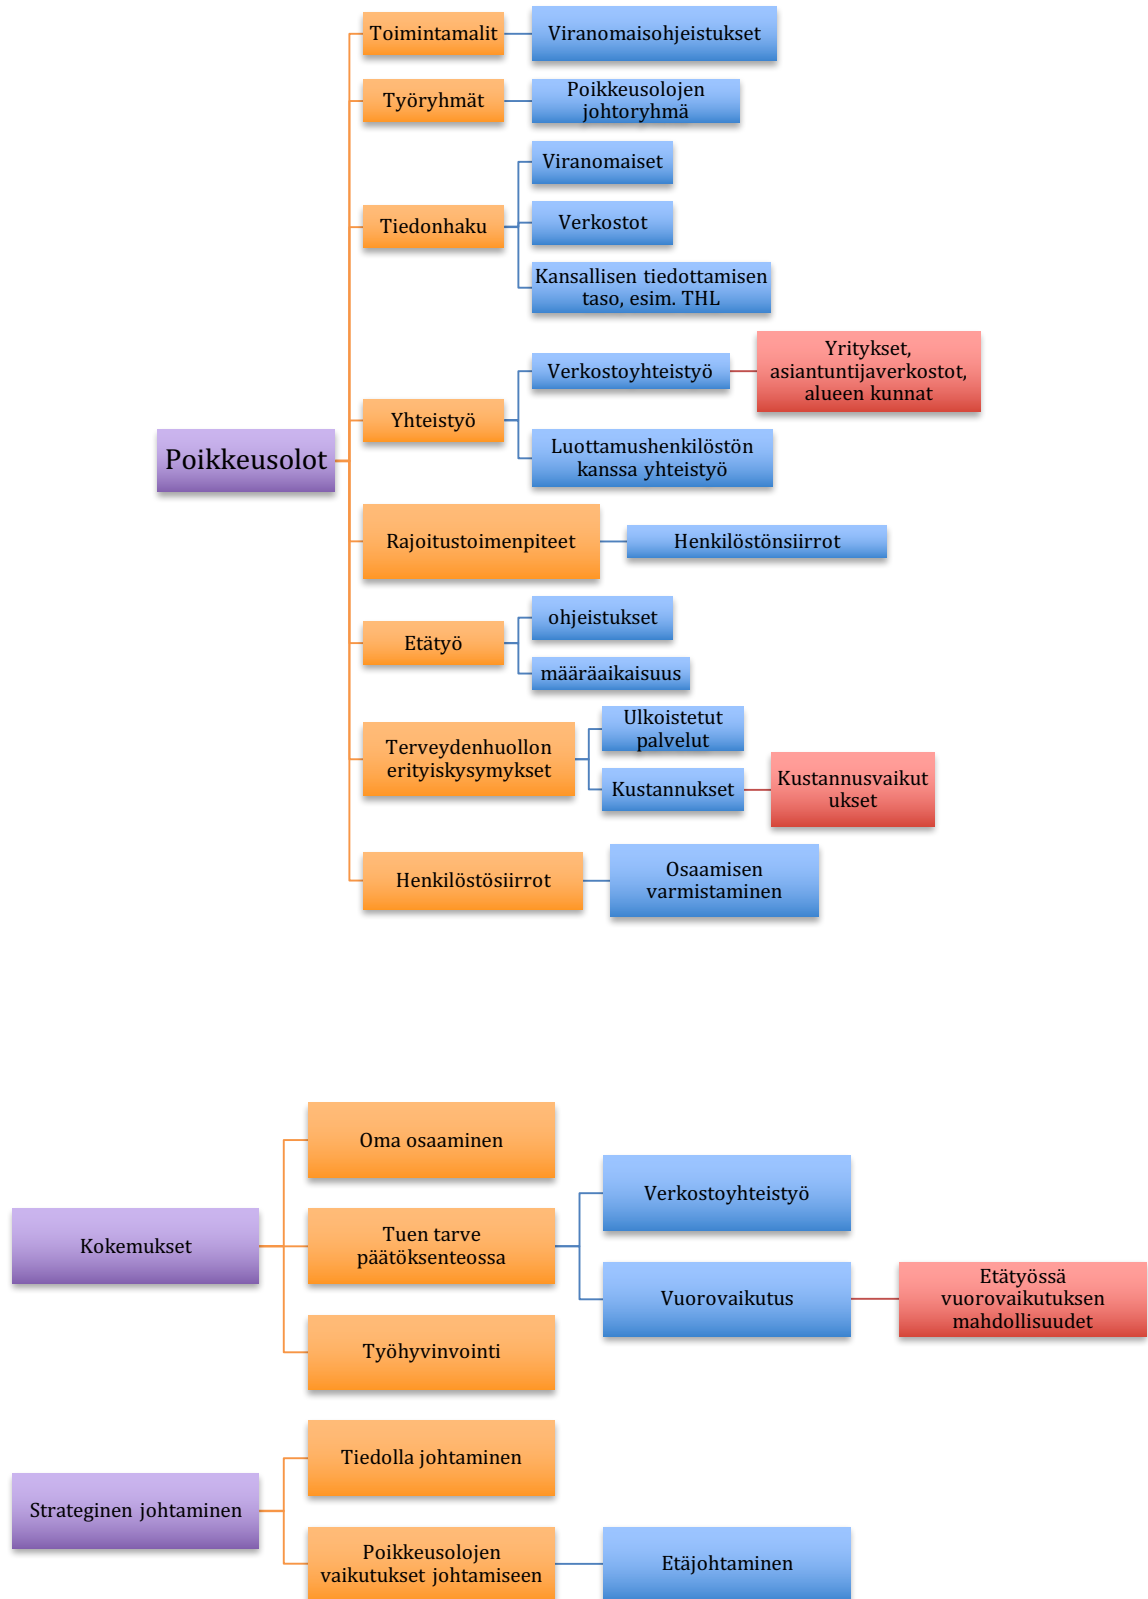 Toimintamalit
Viranomaisohjeistukset
Työryhmät
Poikkeusolojen
johtoryhmä
Tiedonhaku
Viranomaiset
Verkostot
Kansallisen tiedottamisen
taso, esim. THL
Poikkeusolot
Yhteistyö
Verkostoyhteistyö
Yritykset,
asiantuntijaverkostot,
alueen kunnat
Luottamushenkilöstön
kanssa yhteistyö
Rajoitustoimenpiteet
Henkilöstönsiirrot
Etätyö
ohjeistukset
määräaikaisuus
Terveydenhuollon
erityiskysymykset
Ulkoistetut
palvelut
Kustannukset
Kustannusvaikut
ukset
Henkilöstösiirrot
Osaamisen
varmistaminen
Kokemukset
Oma osaaminen
Tuen tarve
päätöksenteossa
Verkostoyhteistyö
Vuorovaikutus
Etätyössä
vuorovaikutuksen
mahdollisuudet
Työhyvinvointi
Strateginen johtaminen
Tiedolla johtaminen
Poikkeusolojen
vaikutukset johtamiseen
Etäjohtaminen